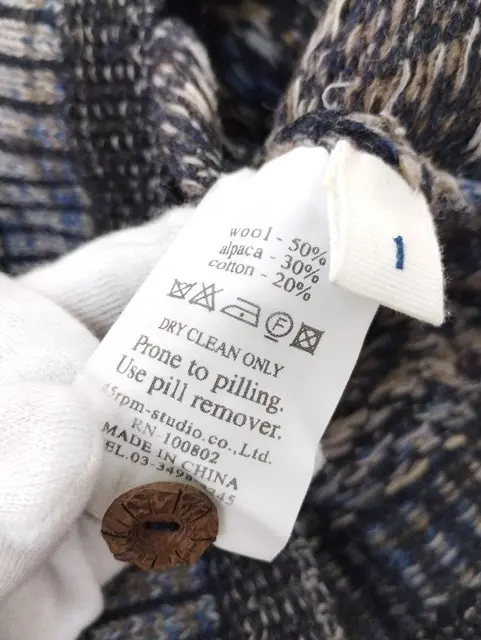 wool - 50%
alpaca - 30%
cotton - 20%
1
DRY CLEAN ONLY
Prone to pilling.
Use pill remover.
45rpm-studio.co.,Ltd.
RN-100802
MADE IN CHINA